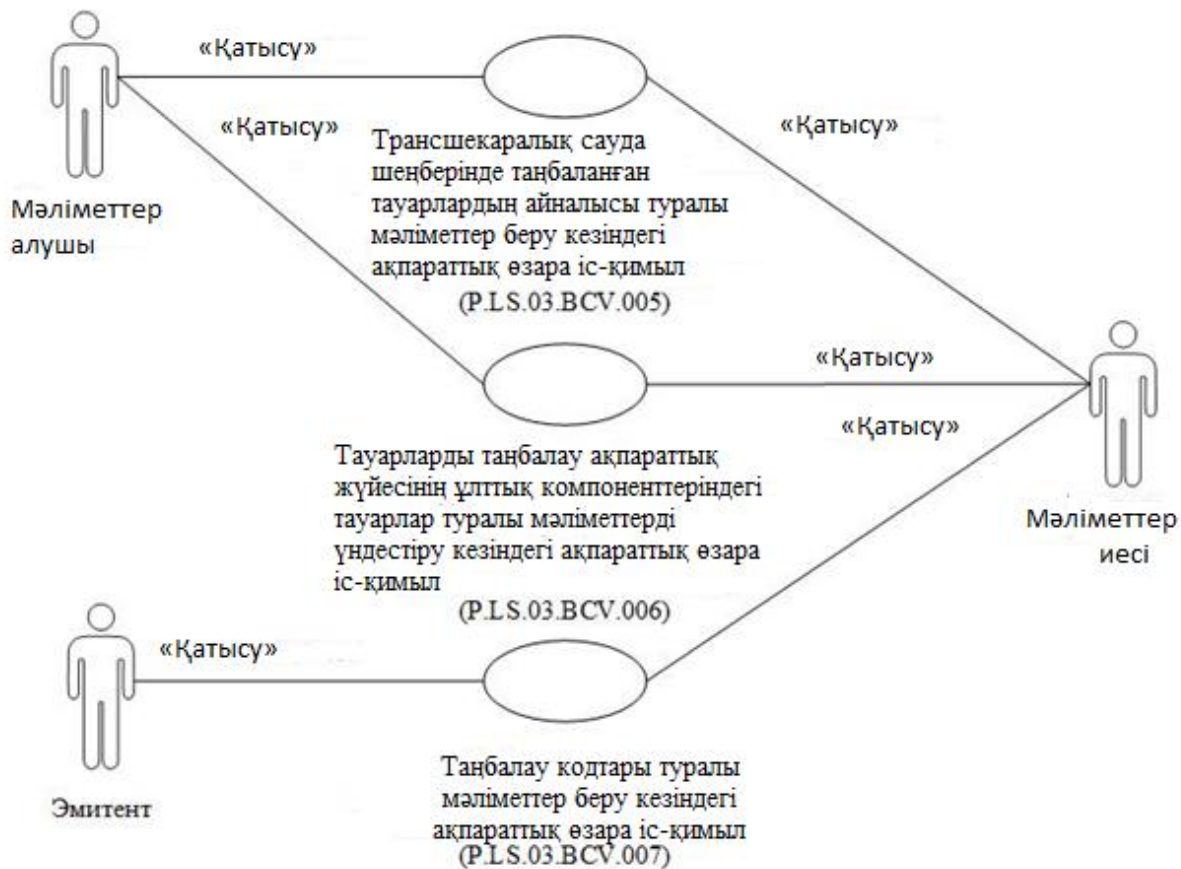 «Қатысу»
«Қатысу»
«Қатысу»
Трансшекаралық сауда
шеңберінде таңбаланған
тауарлардың айналысы туралы
мәліметтер беру кезіндегі
ақпараттық өзара іс-қимыл
(P.LS.03.BCV.005)
Мәліметтер
алушы
«Қатысу»
«Қатысу»
Тауарларды таңбалау ақпараттық
жүйесінің ұлттық компоненттеріндегі
тауарлар туралы мәліметтерді
үндестіру кезіндегі ақпараттық өзара
іс-қимыл
(P.LS.03.BCV.006)
Мәліметтер
иесі
«Қатысу»
Эмитент
Таңбалау кодтары туралы
мәліметтер беру кезіндегі
ақпараттық өзара іс-қимыл
(P.LS.03.BCV.007)